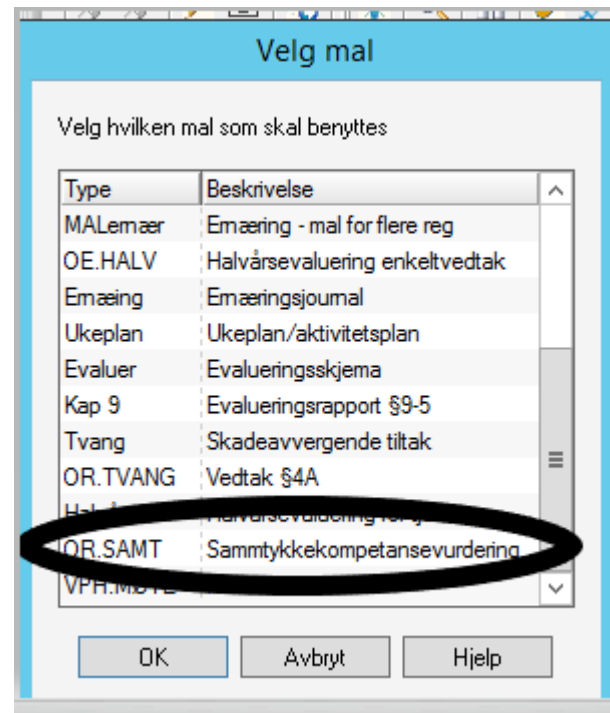 Velg mal
Velg hvilken mal som skal benyttes
Type Beskrivelse
MALernær Ernæring - mal for flere reg
OE.HALV Halvårsevaluering enkeltvedtak
Ernæing Ernæringsjournal
Ukeplan Ukeplan/aktivitetsplan
Evaluer Evalueringsskjema
Kap 9 Evalueringsrapport §9-5
Tvang Skadeavvergende tiltak
OR.TVANG Vedtak §4A
OR.SAMT Sammtykkekompetansevurdering
OK Avbryt Hjelp